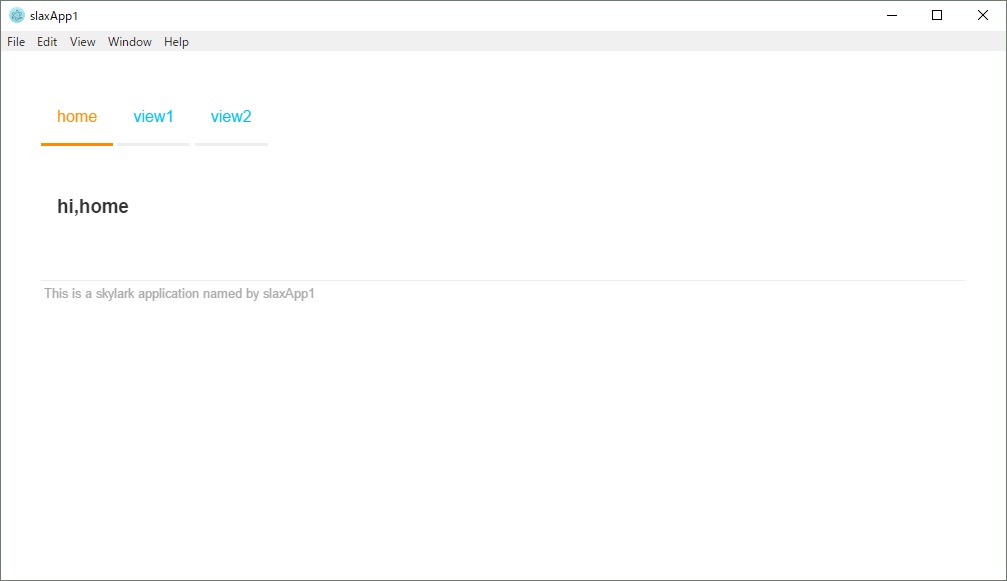 slaxApp1
File Edit View Window Help
home view1 view2
hi,home
This is a skylark application named by slaxApp1